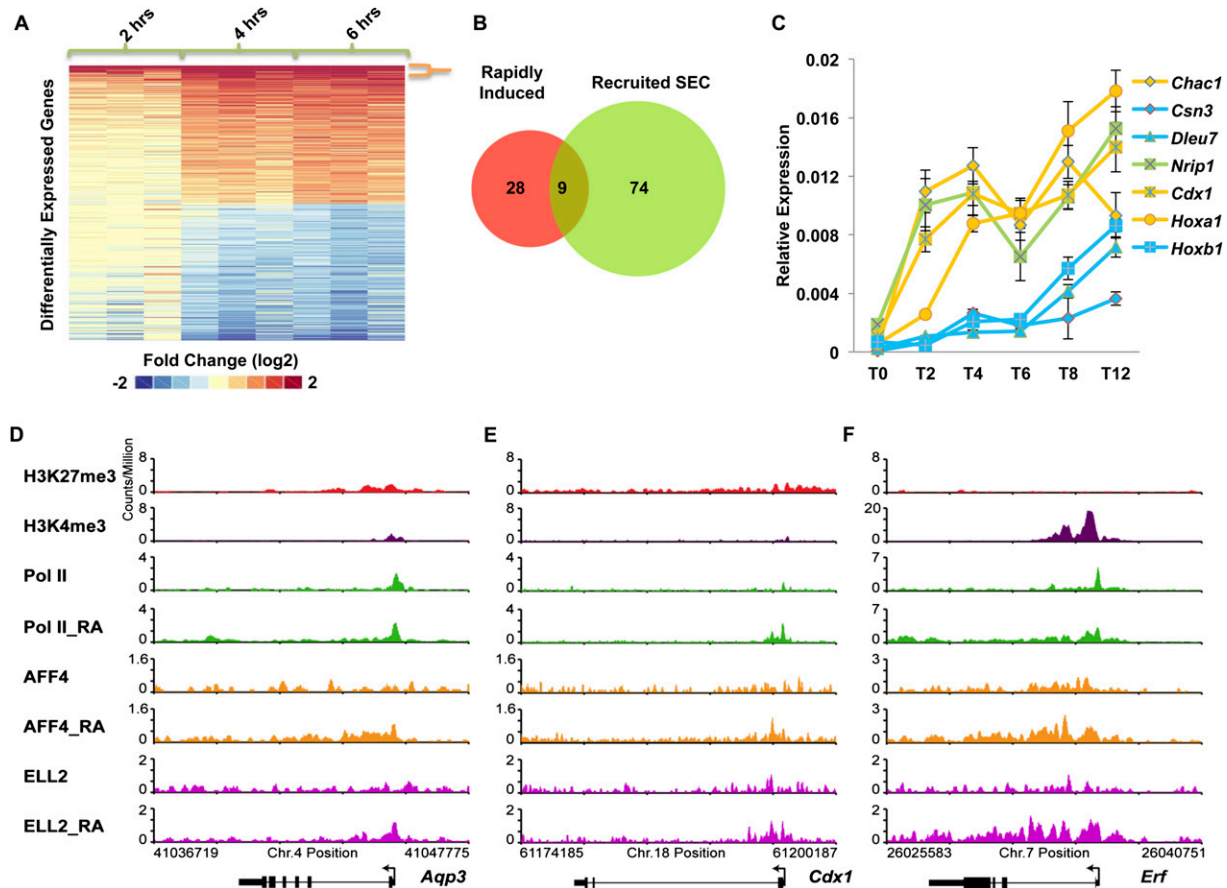 A
2 hrs
4 hrs
6 hrs
Differentially Expressed Genes
Fold Change (log2)
-2
2
B
Rapidly
Induced
Recruited SEC
28
9
74
C
Relative Expression
0.02
0.016
0.012
0.008
0.004
0
T0
T2
T4
T6
T8
T12
Chac1
Csn3
Dleu7
Nrip1
Cdx1
Hoxa1
Hoxb1
D
E
F
Counts/Million
H3K27me3
8
0
8
0
8
0
H3K4me3
8
0
8
0
20
0
Pol II
4
0
4
0
7
0
Pol II_RA
4
0
4
0
7
0
AFF4
1.6
0
1.6
0
3
0
AFF4_RA
1.6
0
1.6
0
3
0
ELL2
2
0
2
0
2
0
ELL2_RA
2
0
2
0
2
0
41036719
Chr.4 Position
41047775
61174185
Chr.18 Position
61200187
26025583
Chr.7 Position
26040751
Aqp3
Cdx1
Erf